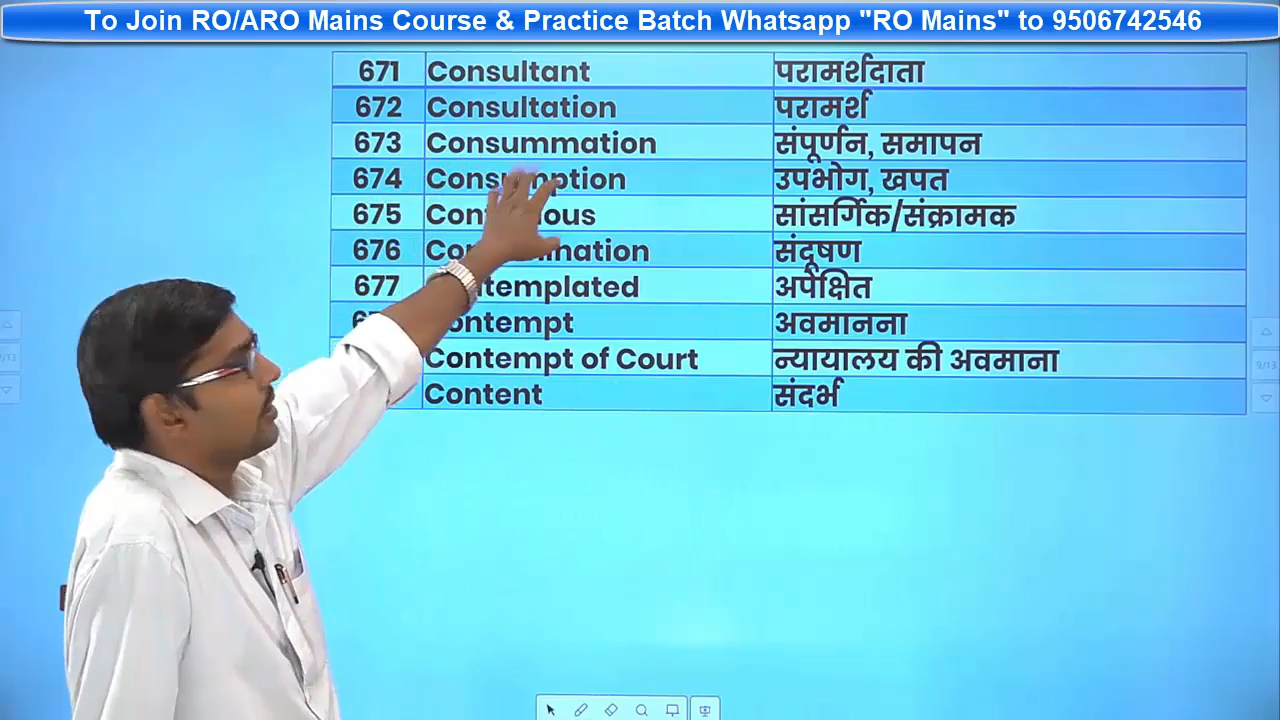 To Join RO/ARO Mains Course & Practice Batch Whatsapp "RO Mains" to 9506742546
671 Consultant परामर्शदाता
672 Consultation परामर्श
673 Consummation संपूर्णन, समापन
674 उपभोग, खपत
675 सांसर्गिक/संक्रामक
676 संदूषण
677 अपेक्षित
अवमानना
Contempt of Court न्यायालय की अवमाना
Content संदर्भ
9/13